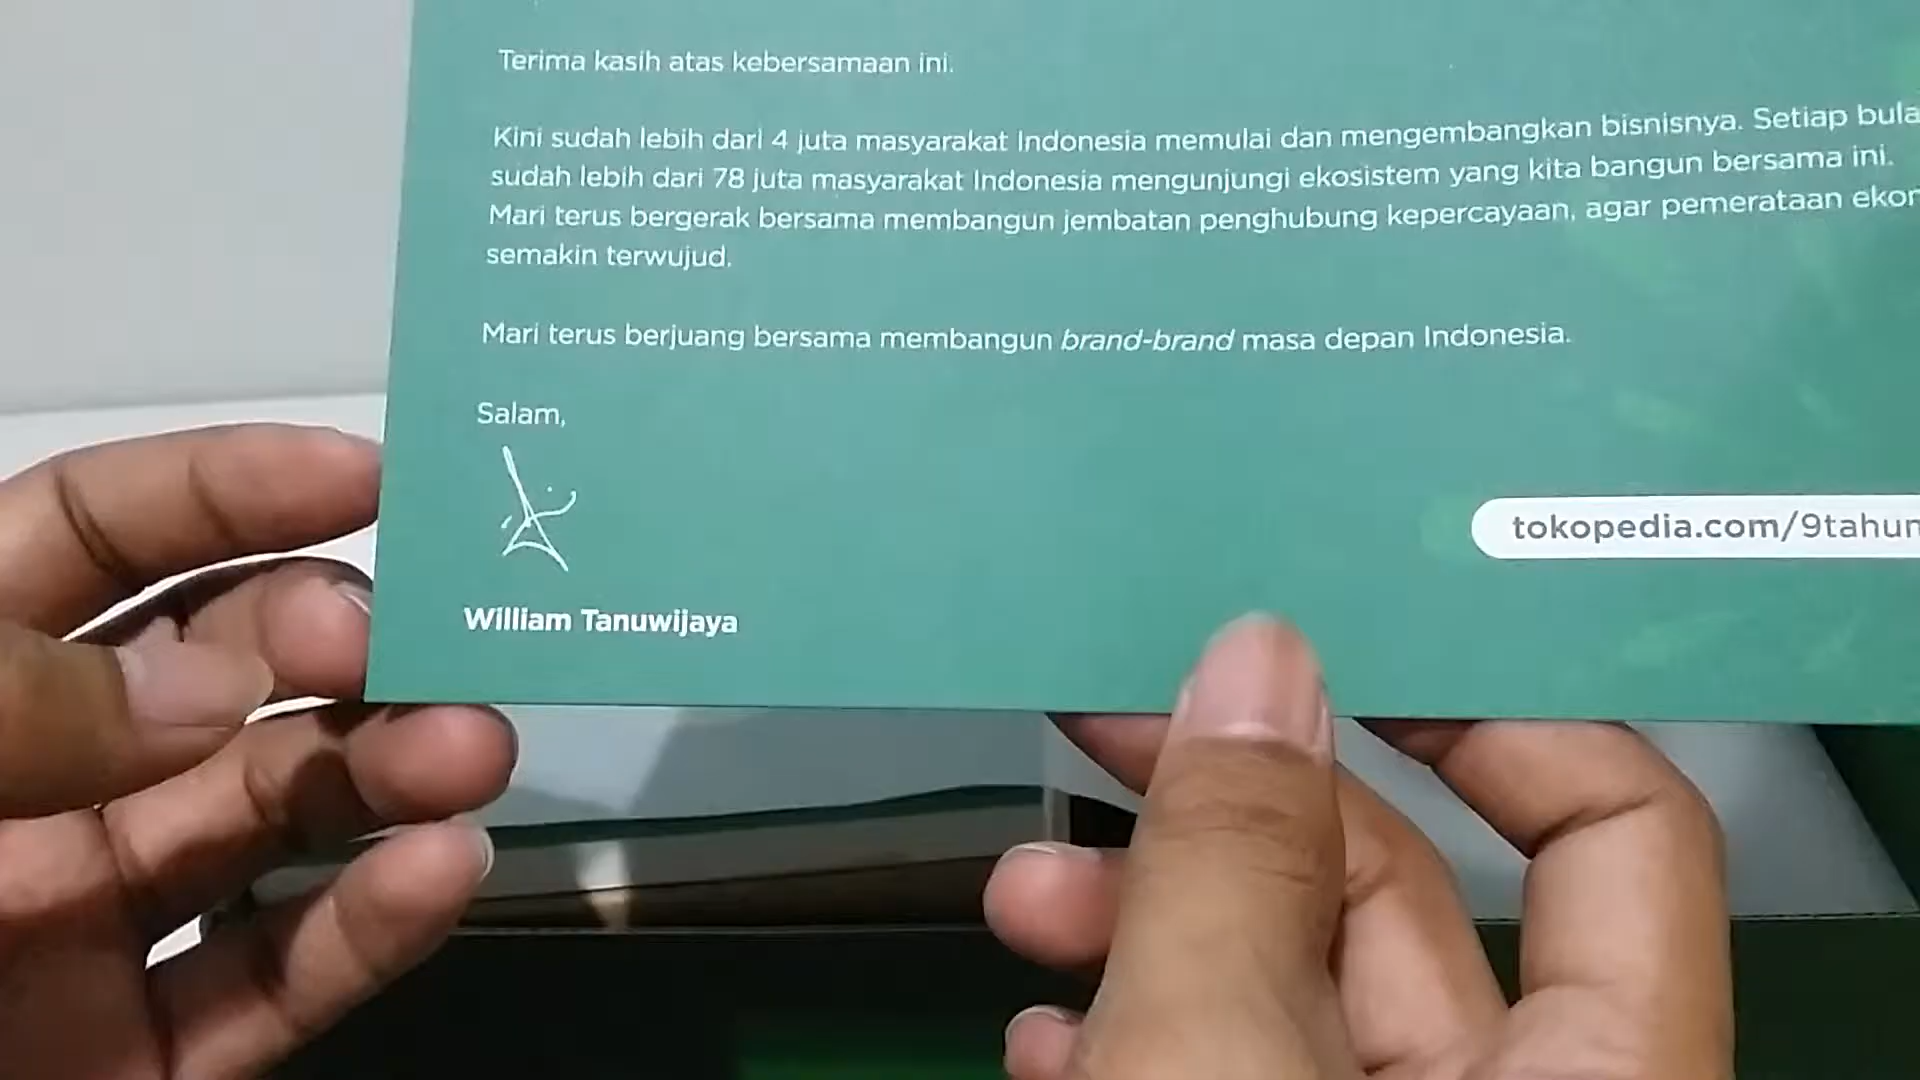 Terima kasih atas kebersamaan ini.
Kini sudah lebih dari 4 juta masyarakat Indonesia memulai dan mengembangkan bisnisnya. Setiap bula
sudah lebih dari 78 juta masyarakat Indonesia mengunjungi ekosistem yang kita bangun bersama ini.
Mari terus bergerak bersama membangun jembatan penghubung kepercayaan, agar pemerataan ekon
semakin terwujud.
Mari terus berjuang bersama membangun brand-brand masa depan Indonesia.
Salam,
William Tanuwijaya
tokopedia.com/9tahun